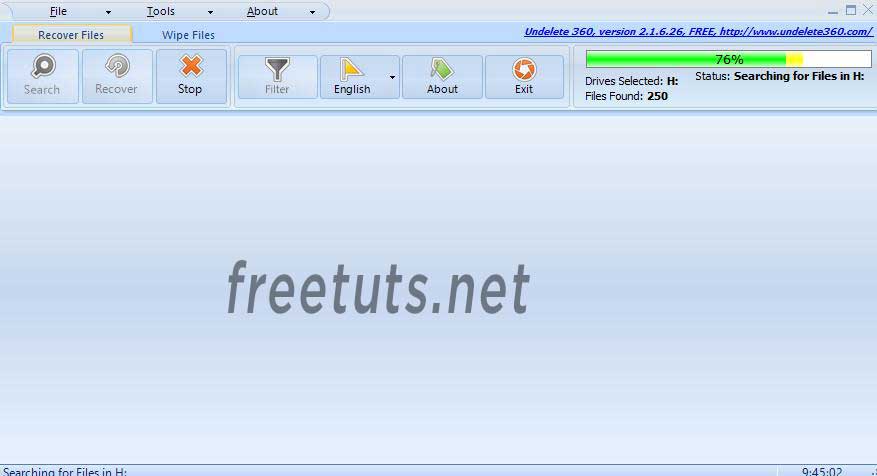 File Tools About
Recover Files Wipe Files Undelete 360, version 2.1.6.26, FREE, http://www.undelete360.com/
Search Recover Stop Filter English About Exit
76%
Drives Selected: H: Status: Searching for Files in H:
Files Found: 250
freetuts.net
Searching for Files in H: 9:45:02